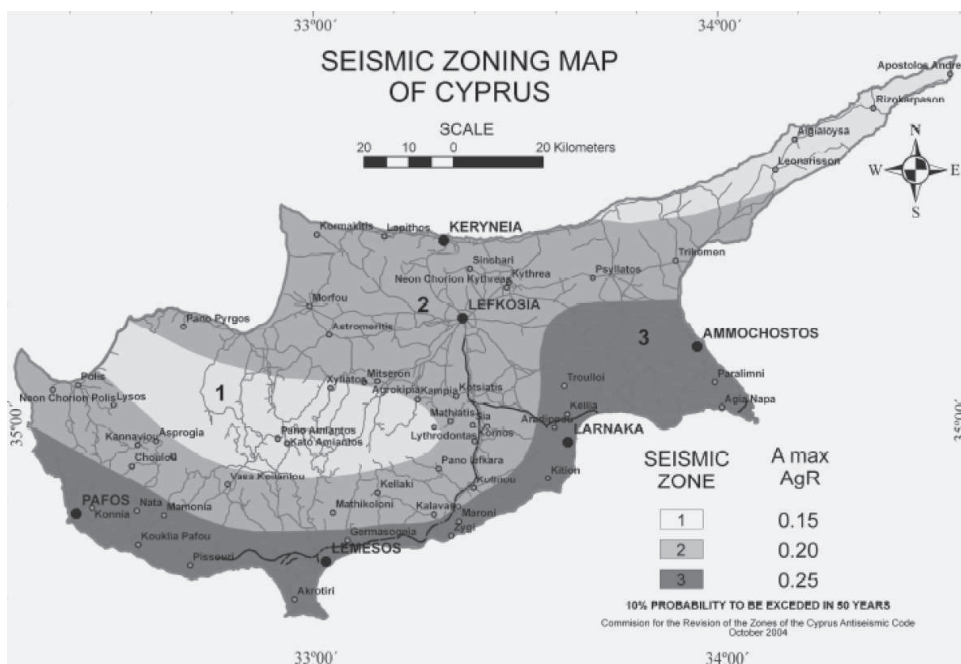 33°00´
34°00´
SEISMIC ZONING MAP
OF CYPRUS
SCALE
20 10 0 20 Kilometers
Apostolos Andre
Rizokarpason
Aigialoysa
Leonarisson
N
W E
S
Kormakitis
Lapithos
KERYNEIA
Trikomon
Sinchari
Neon Chorion Kythreas
Kythrea
Psyllatos
Morfou
2
LEFKOSIA
Pano Pyrgos
Astromeritis
3
AMMOCHOSTOS
Polis
Mitseron
Xyliatos
Troulloi
Paralimni
Neon Chorion Polis
Lysos
1
Agrokipia
Kampia
Kotsiatis
Agia Napa
35°00´
35°00´
Mathiatis
Sia
Kellia
Aradippou
Kannaviou
Asprogia
Pano Amiantos
Kato Amiantos
Lythrodontas
Kornos
LARNAKA
Choulou
Pano lefkara
Kition
Vasa Koilaniou
Kellaki
Kofinou
PAFOS
Konnia
Nata
Mamonia
Mathikoloni
Kalavaso
Maroni
Zygi
Kouklia Pafou
Germasogeia
Pissouri
LEMESOS
Akrotiri
SEISMIC
ZONE
A max
AgR
1 0.15
2 0.20
3 0.25
10% PROBABILITY TO BE EXCEDED IN 50 YEARS
Commision for the Revision of the Zones of the Cyprus Antiseismic Code
October 2004
33°00´
34°00´